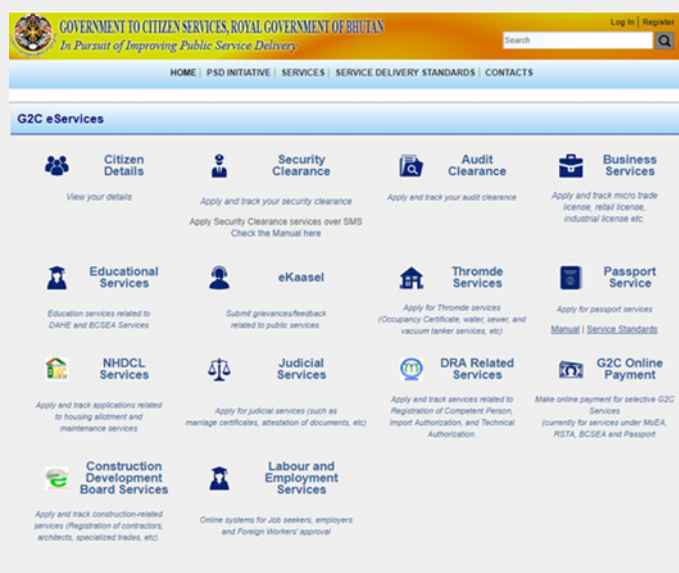 GOVERNMENT TO CITIZEN SERVICES, ROYAL GOVERNMENT OF BHUTAN
In Pursuit of Improving Public Service Delivery
Log In | Register
Search
HOME | PSD INITIATIVE | SERVICES | SERVICE DELIVERY STANDARDS | CONTACTS
G2C eServices
Citizen
Details
View your details
Security
Clearance
Apply and track your security clearance
Apply Security Clearance services over SMS
Check the Manual here
Audit
Clearance
Apply and track your audit clearance
Business
Services
Apply and track micro trade
license, retail license,
industrial license etc.
Educational
Services
Education services related to
DAHE and BCSEA Services
eKaasel
Submit grievances/feedback
related to public services
Thromde
Services
Apply for Thromde services
(Occupancy Certificate, water, sewer, and
vacuum tanker services, etc)
Passport
Service
Apply for passport services
Manual | Service Standards
NHDCL
Services
Apply and track applications related
to housing allotment and
maintenance services
Judicial
Services
Apply for judicial services (such as
marriage certificates, attestation of documents, etc)
DRA Related
Services
Apply and track services related to
Registration of Competent Person,
Import Authorization, and Technical
Authorization.
G2C Online
Payment
Make online payment for selective G2C
Services
(currently for services under MoEA,
RSTA, BCSEA and Passport
Construction
Development
Board Services
Apply and track construction-related
services (Registration of contractors,
architects, specialized trades, etc)
Labour and
Employment
Services
Online systems for Job seekers, employers
and Foreign Workers' approval